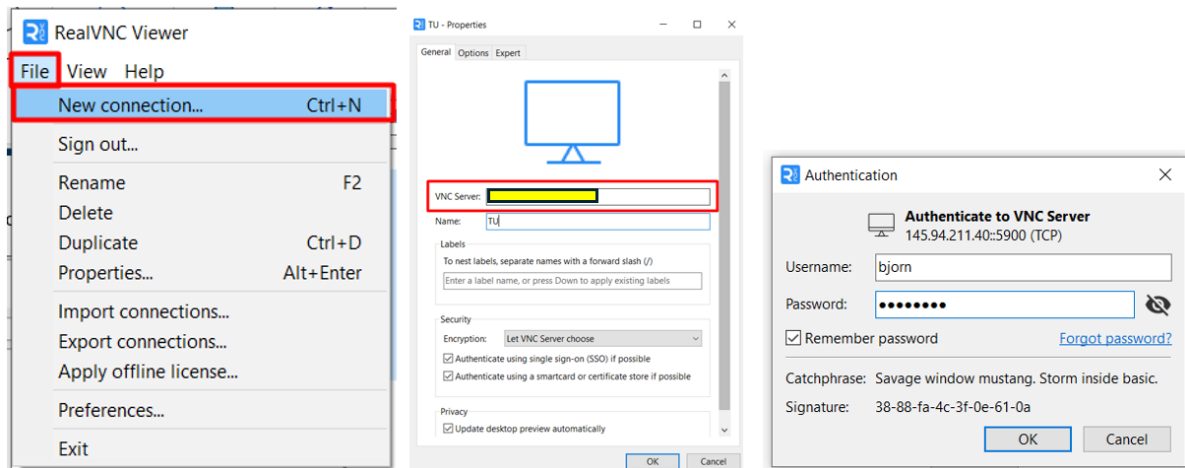 RealVNC Viewer
File View Help
New connection... Ctrl+N
Sign out...
Rename F2
Delete
Duplicate Ctrl+D
Properties... Alt+Enter
Import connections...
Export connections...
Apply offline license...
Preferences...
Exit
TU - Properties
General Options Expert
VNC Server:
Name: TU
Labels
To nest labels, separate names with a forward slash (/)
Enter a label name, or press Down to apply existing labels
Security
Encryption: Let VNC Server choose
Authenticate using single sign-on (SSO) if possible
Authenticate using a smartcard or certificate store if possible
Privacy
Update desktop preview automatically
OK Cancel
Authentication
Authenticate to VNC Server
145.94.211.40::5900 (TCP)
Username: bjorn
Password: ●●●●●●●●
Remember password Forgot password?
Catchphrase: Savage window mustang. Storm inside basic.
Signature: 38-88-fa-4c-3f-0e-61-0a
OK Cancel